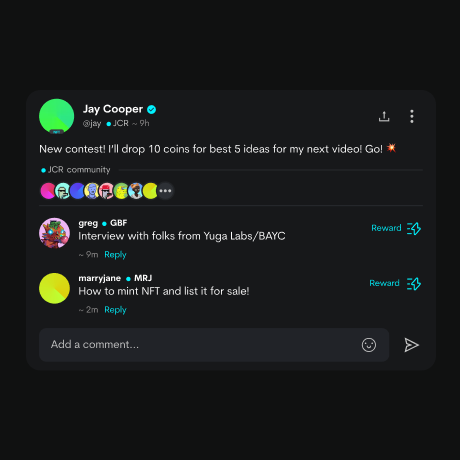 Jay Cooper
@jay JCR ~ 9h
New contest! I'll drop 10 coins for best 5 ideas for my next video! Go! 💥
JCR community
greg GBF
Interview with folks from Yuga Labs/BAYC
Reward
~ 9m Reply
marryjane MRJ
How to mint NFT and list it for sale!
Reward
~ 2m Reply
Add a comment...